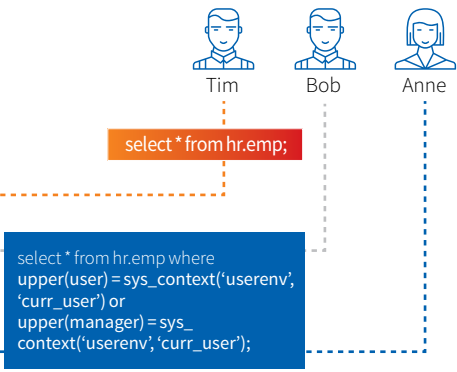 Tim Bob Anne
select * from hr.emp;
select * from hr.emp where
upper(user) = sys_context(‘userenv’,
‘curr_user’) or
upper(manager) = sys_
context(‘userenv’, ‘curr_user’);